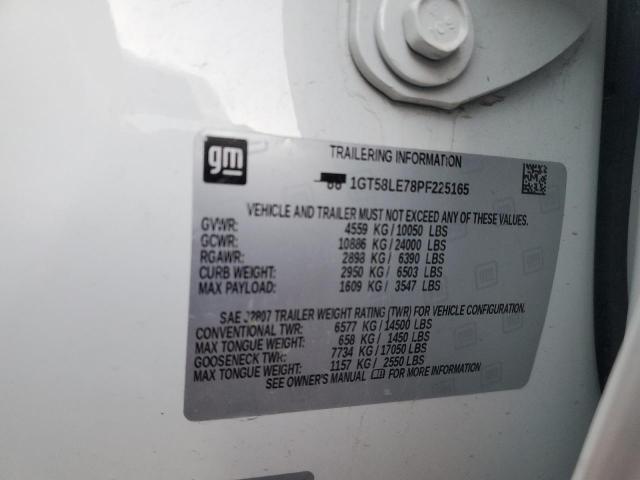 gm
TRAILERING INFORMATION
1GT58LE78PF225165
VEHICLE AND TRAILER MUST NOT EXCEED ANY OF THESE VALUES.
GVWR: 4559 KG/10050 LBS
GCWR: 10886 KG/24000 LBS
RGAWR: 2898 KG/ 6390 LBS
CURB WEIGHT: 2950 KG/ 6503 LBS
MAX PAYLOAD: 1609 KG/ 3547 LBS
SAE J2807 TRAILER WEIGHT RATING (TWR) FOR VEHICLE CONFIGURATION.
CONVENTIONAL TWR: 6577 KG/14500 LBS
MAX TONGUE WEIGHT: 658 KG/ 1450 LBS
GOOSENECK TWR: 7734 KG/17050 LBS
MAX TONGUE WEIGHT: 1157 KG/ 2550 LBS
SEE OWNER'S MANUAL FOR MORE INFORMATION